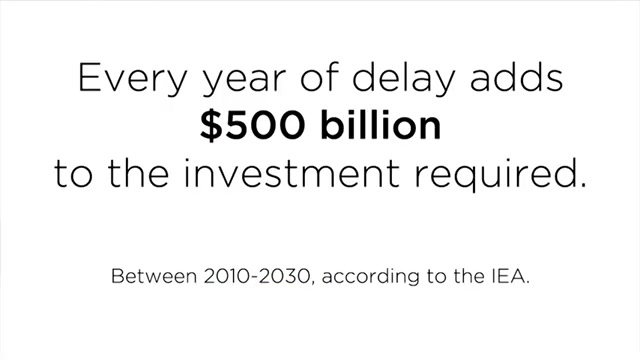 Every year of delay adds
$500 billion
to the investment required.
Between 2010-2030, according to the IEA.